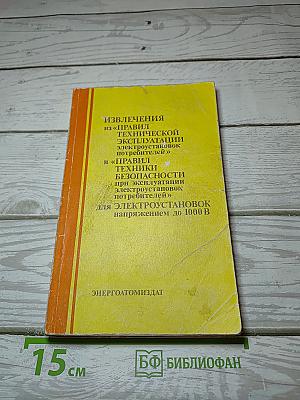 ИЗВЛЕЧЕНИЯ
из «ПРАВИЛ
ТЕХНИЧЕСКОЙ
ЭКСПЛУАТАЦИИ
электроустановок
потребителей»
и «ПРАВИЛ
ТЕХНИКИ
БЕЗОПАСНОСТИ
при эксплуатации
электроустановок
потребителей»
для ЭЛЕКТРОУСТАНОВОК
напряжением до 1000 В
ЭНЕРГОАТОМИЗДАТ
15 см
БФ БИБЛИОФАН